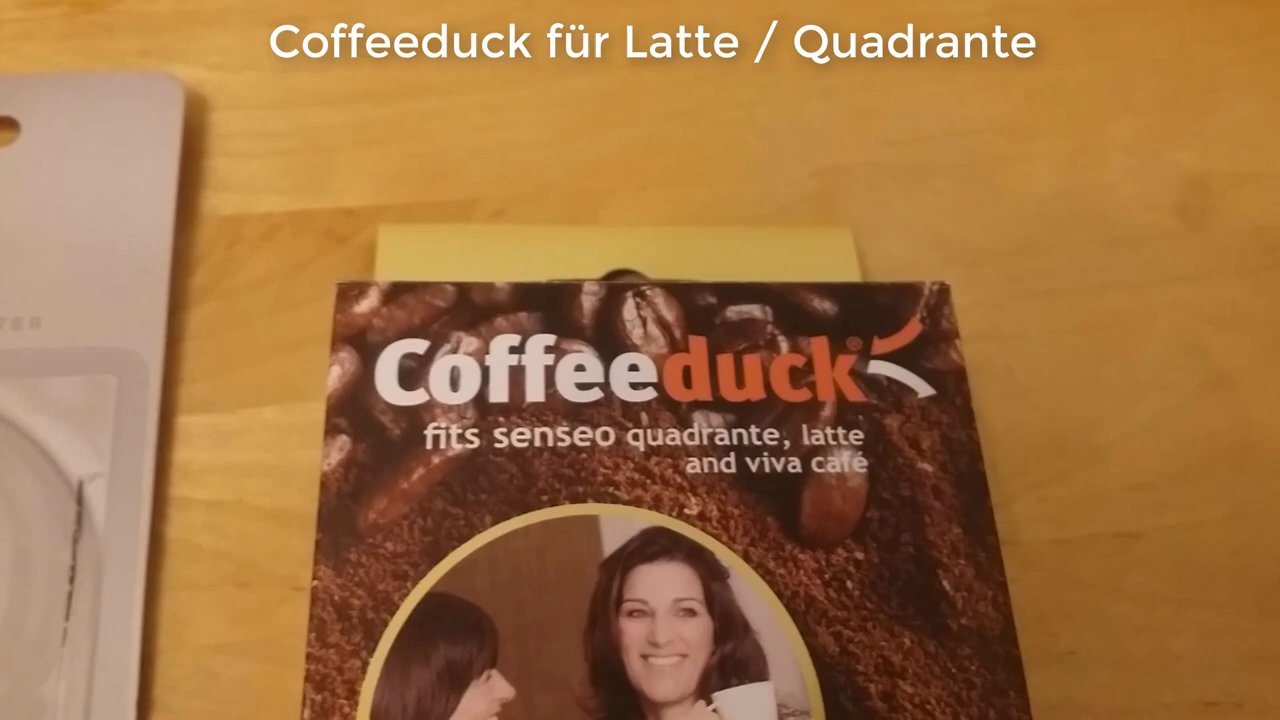 Coffeeduck für Latte / Quadrante
Coffeeduck®
fits senseo quadrante, latte
and viva café